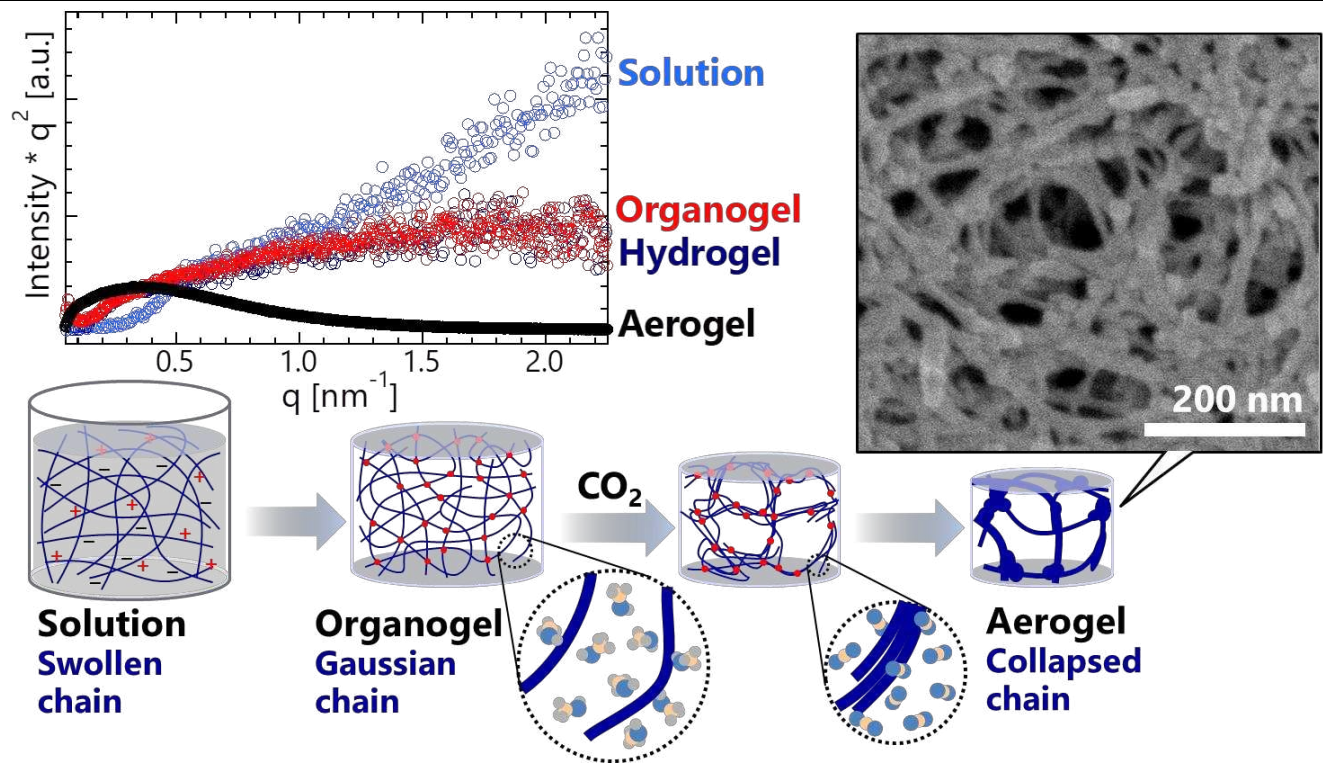 Intensity * q² [a.u.]
Solution
Organogel
Hydrogel
Aerogel
0.5 1.0 1.5 2.0
q [nm⁻¹]
200 nm
+ + + + + +
− − − − − − − −
CO₂
Solution
Swollen
chain
Organogel
Gaussian
chain
Aerogel
Collapsed
chain